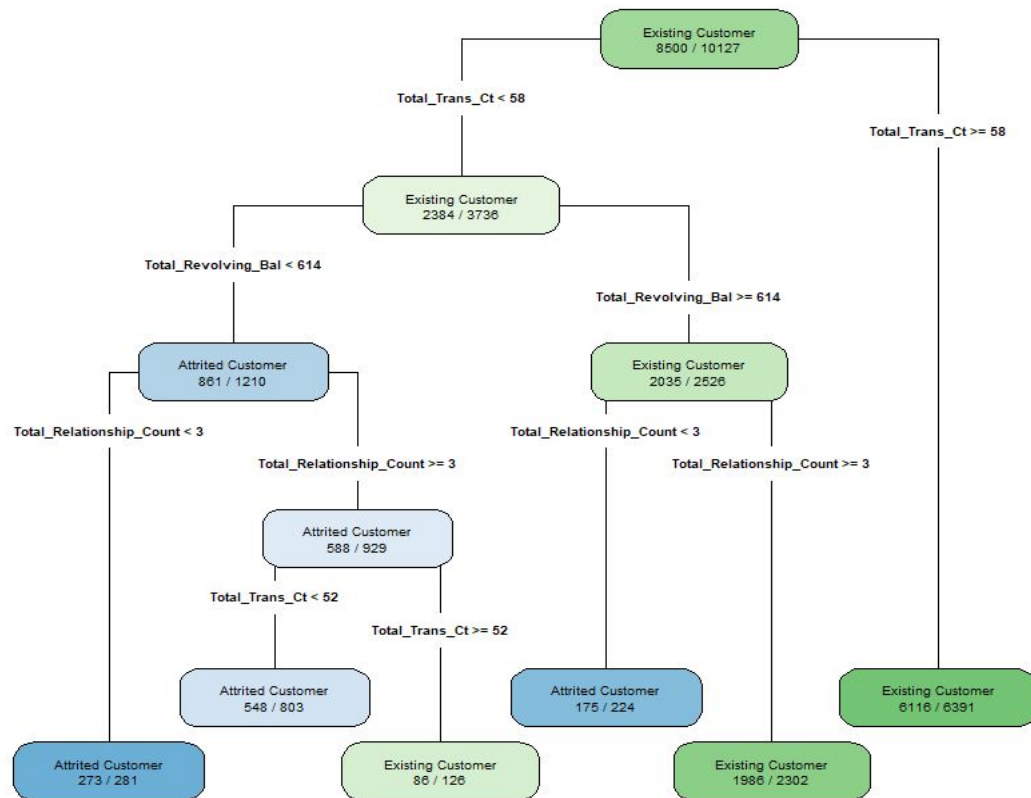 Existing Customer
8500 / 10127
Total_Trans_Ct < 58
Total_Trans_Ct >= 58
Existing Customer
2384 / 3736
Total_Revolving_Bal < 614
Total_Revolving_Bal >= 614
Attrited Customer
861 / 1210
Existing Customer
2035 / 2526
Total_Relationship_Count < 3
Total_Relationship_Count >= 3
Total_Relationship_Count < 3
Total_Relationship_Count >= 3
Attrited Customer
588 / 929
Total_Trans_Ct < 52
Total_Trans_Ct >= 52
Attrited Customer
548 / 803
Attrited Customer
175 / 224
Existing Customer
6116 / 6391
Attrited Customer
273 / 281
Existing Customer
86 / 126
Existing Customer
1986 / 2302